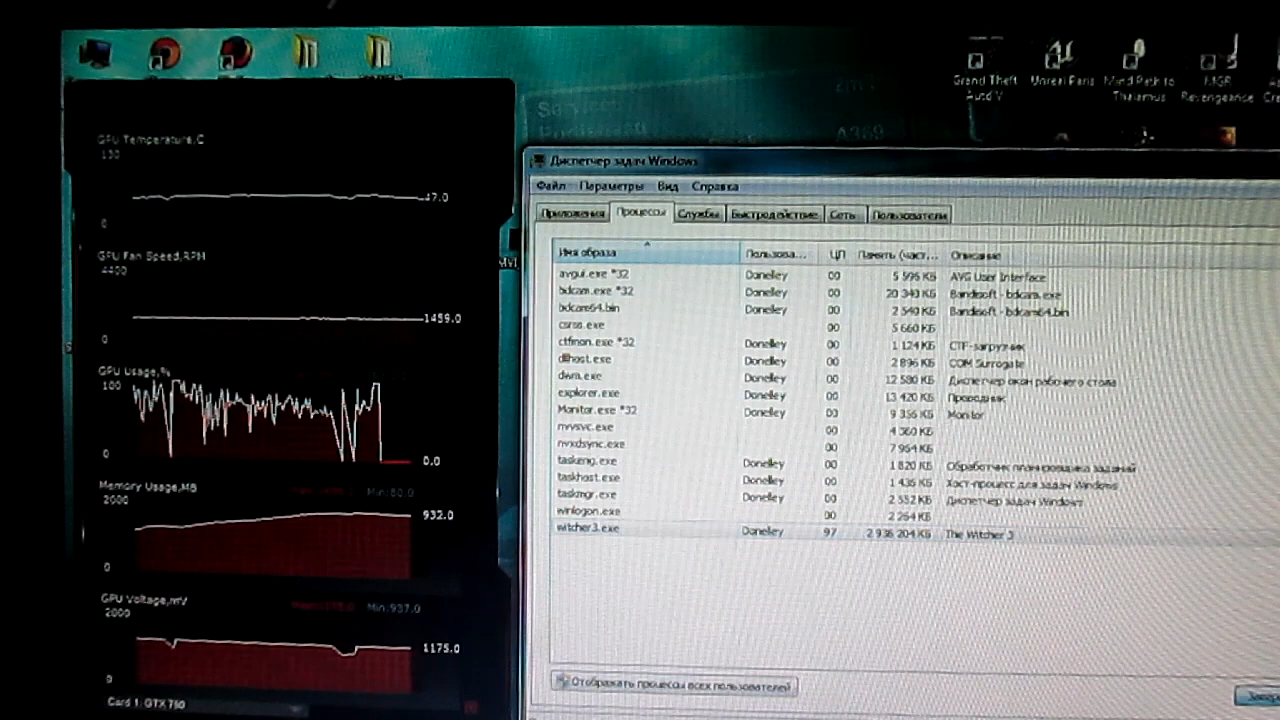 Grand Theft Auto V
Unreal
Mind Path to Thalamus
MGR Revengeance
GPU Temperature,C
150
47.0
0
GPU Fan Speed,RPM
4400
1459.0
0
GPU Usage,%
100
0.0
0
Memory Usage,MB
2000
Min:80.0
932.0
0
GPU Voltage,mV
2000
Min:937.0
1175.0
0
Card 1: GTX 750
Диспетчер задач Windows
Файл Параметры Вид Справка
Приложения Процессы Службы Быстродействие Сеть Пользователи
Имя образа Пользова... ЦП Память (част... Описание
avgui.exe *32 Donelley 00 5 596 КБ AVG User Interface
bdcam.exe *32 Donelley 00 20 340 КБ Bandisoft - bdcam.exe
bdcam64.bin Donelley 00 2 540 КБ Bandisoft - bdcam64.bin
csrss.exe 00 5 660 КБ
ctfmon.exe *32 Donelley 00 1 124 КБ CTF-загрузчик
dllhost.exe Donelley 00 2 896 КБ COM Surrogate
dwm.exe Donelley 00 12 580 КБ Диспетчер окон рабочего стола
explorer.exe Donelley 00 13 420 КБ Проводник
Monitor.exe *32 Donelley 03 9 356 КБ Monitor
nvvsvc.exe 00 4 360 КБ
nvxdsync.exe 00 7 964 КБ
taskeng.exe Donelley 00 1 820 КБ Обработчик планировщика заданий
taskhost.exe Donelley 00 1 436 КБ Хост-процесс для задач Windows
taskmgr.exe Donelley 00 2 552 КБ Диспетчер задач Windows
winlogon.exe 00 2 264 КБ
witcher3.exe Donelley 97 2 936 204 КБ The Witcher 3
Отображать процессы всех пользователей